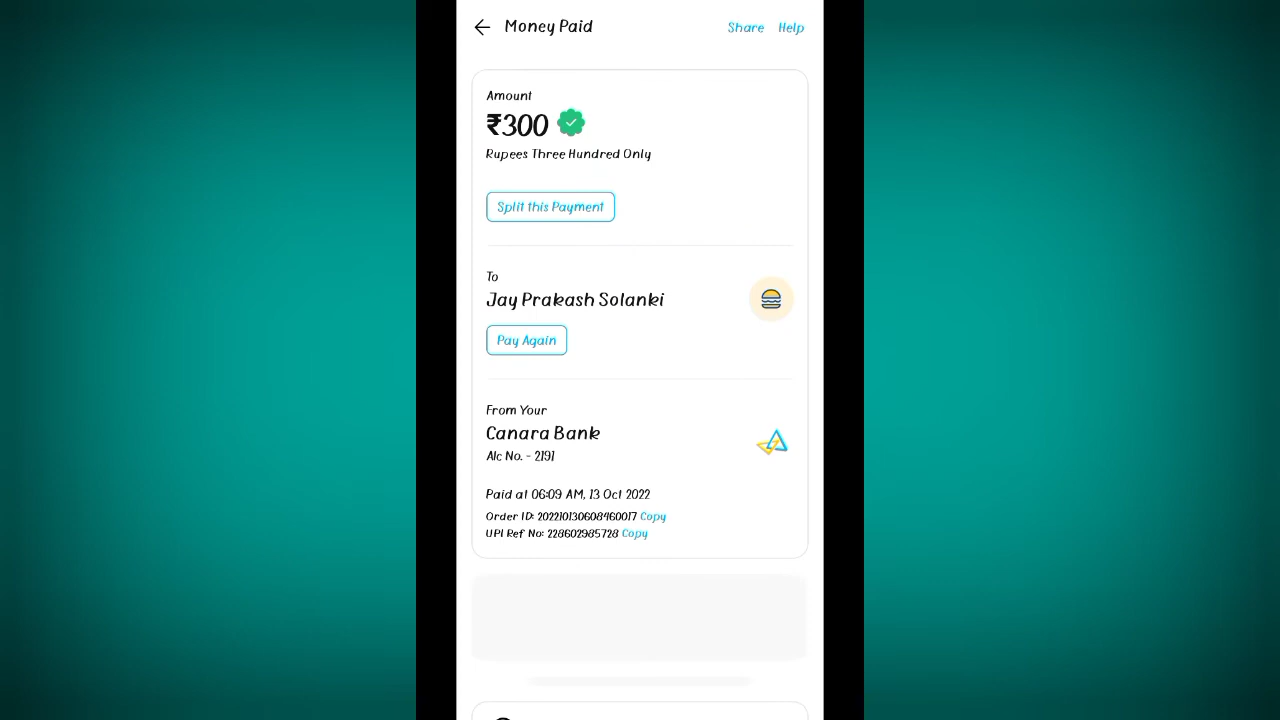 Money Paid Share Help
Amount
₹300
Rupees Three Hundred Only
Split this Payment
To
Jay Prakash Solanki
Pay Again
From Your
Canara Bank
A/c No. - 2191
Paid at 06:09 AM, 13 Oct 2022
Order ID: 202210130608460017 Copy
UPI Ref No: 228602985728 Copy